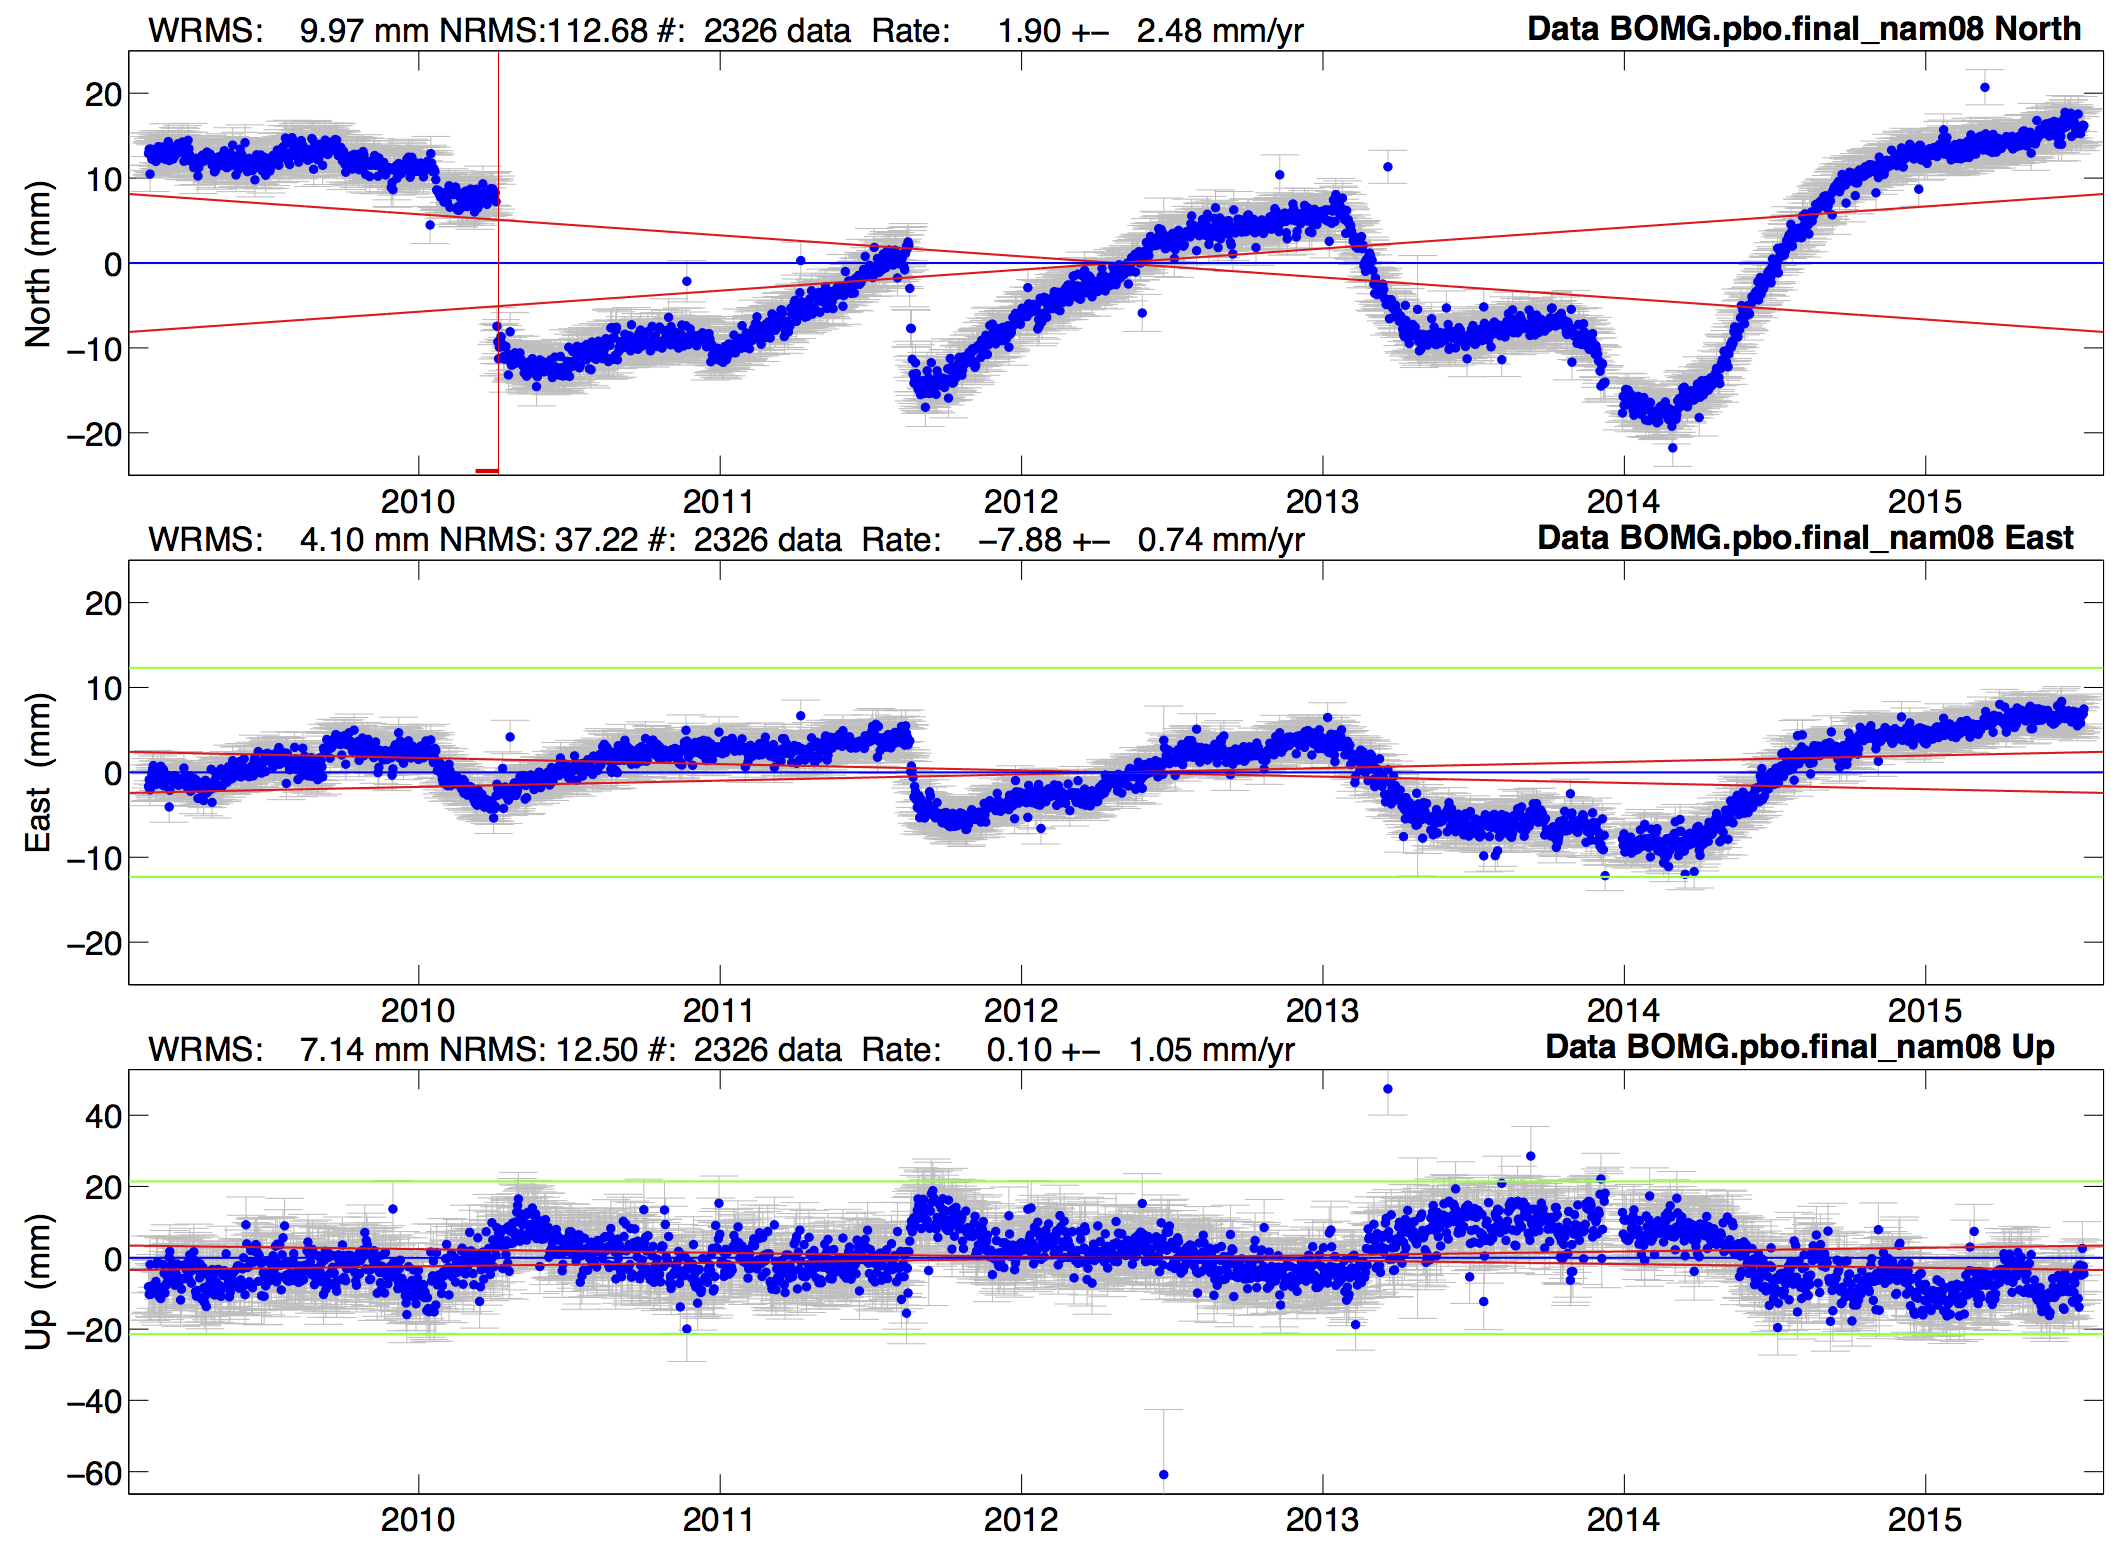 WRMS: 9.97 mm NRMS:112.68 #: 2326 data Rate: 1.90 +− 2.48 mm/yr Data BOMG.pbo.final_nam08 North
20
10
0
−10
−20
North (mm)
2010 2011 2012 2013 2014 2015
WRMS: 4.10 mm NRMS: 37.22 #: 2326 data Rate: −7.88 +− 0.74 mm/yr Data BOMG.pbo.final_nam08 East
20
10
0
−10
−20
East (mm)
2010 2011 2012 2013 2014 2015
WRMS: 7.14 mm NRMS: 12.50 #: 2326 data Rate: 0.10 +− 1.05 mm/yr Data BOMG.pbo.final_nam08 Up
40
20
0
−20
−40
−60
Up (mm)
2010 2011 2012 2013 2014 2015